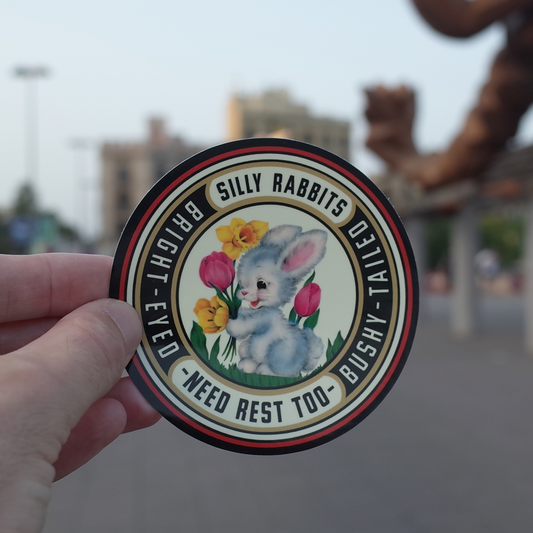 SILLY RABBITS
BRIGHT-EYED
BUSHY-TAILED
-NEED REST TOO-